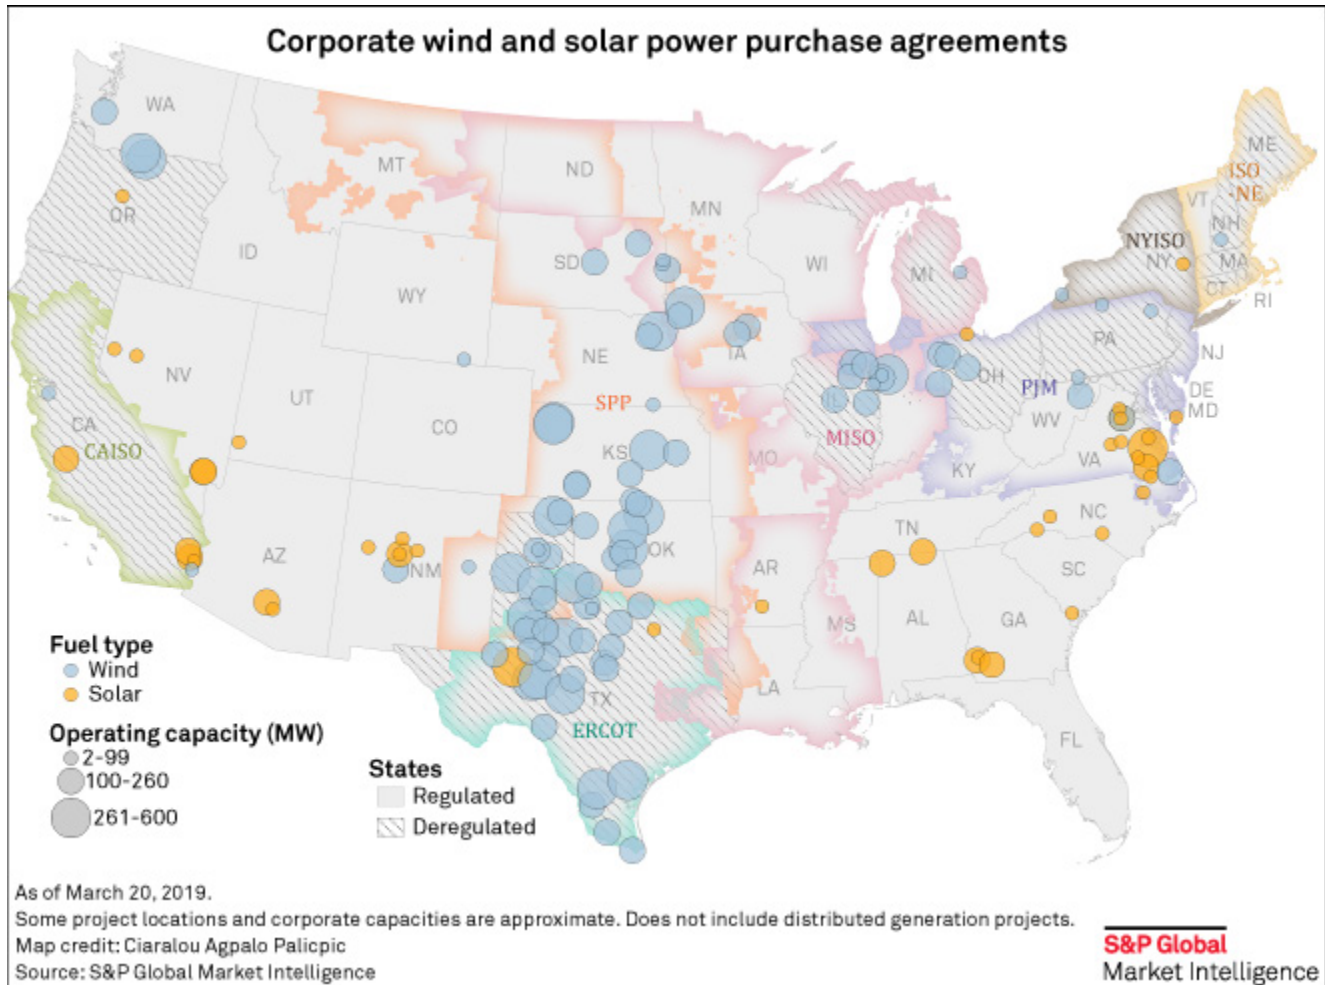 Corporate wind and solar power purchase agreements
WA
OR
MT
ID
ND
MN
SD
WI
MI
WY
NE
IA
NV
UT
CO
CA
CAISO
SPP
KS
MO
IL
MISO
OH
PJM
PA
WV
KY
VA
NJ
DE
MD
NYISO
NY
VT
NH
MA
CT
RI
ME
ISO
-NE
AZ
NM
OK
AR
TN
NC
SC
MS
AL
GA
LA
TX
ERCOT
FL
Fuel type
Wind
Solar
Operating capacity (MW)
2-99
100-260
261-600
States
Regulated
Deregulated
As of March 20, 2019.
Some project locations and corporate capacities are approximate. Does not include distributed generation projects.
Map credit: Ciaralou Agpalo Palicpic
Source: S&P Global Market Intelligence
S&P Global
Market Intelligence